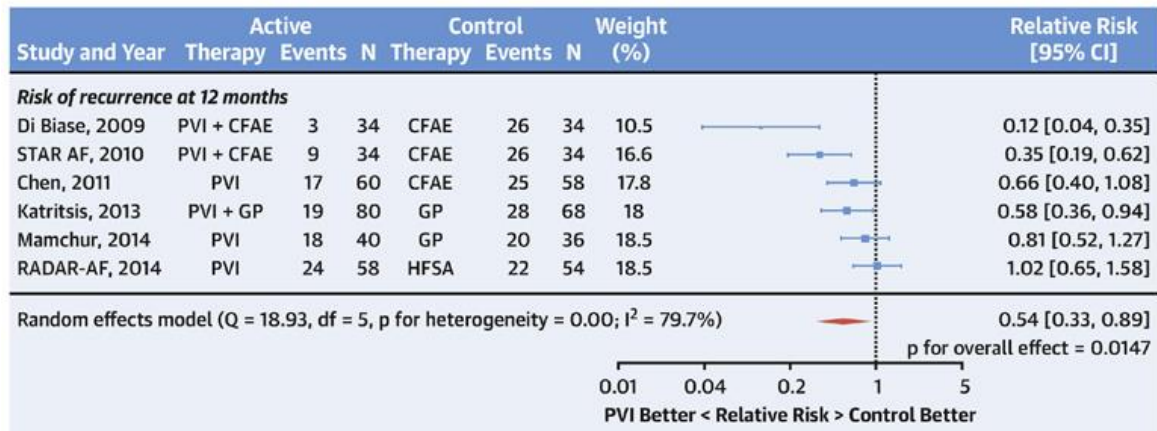 Active Control Weight Relative Risk
Study and Year Therapy Events N Therapy Events N (%) [95% CI]
Risk of recurrence at 12 months
Di Biase, 2009 PVI + CFAE 3 34 CFAE 26 34 10.5 0.12 [0.04, 0.35]
STAR AF, 2010 PVI + CFAE 9 34 CFAE 26 34 16.6 0.35 [0.19, 0.62]
Chen, 2011 PVI 17 60 CFAE 25 58 17.8 0.66 [0.40, 1.08]
Katritsis, 2013 PVI + GP 19 80 GP 28 68 18 0.58 [0.36, 0.94]
Mamchur, 2014 PVI 18 40 GP 20 36 18.5 0.81 [0.52, 1.27]
RADAR-AF, 2014 PVI 24 58 HFSA 22 54 18.5 1.02 [0.65, 1.58]
Random effects model (Q = 18.93, df = 5, p for heterogeneity = 0.00; I² = 79.7%) 0.54 [0.33, 0.89]
p for overall effect = 0.0147
0.01 0.04 0.2 1 5
PVI Better < Relative Risk > Control Better